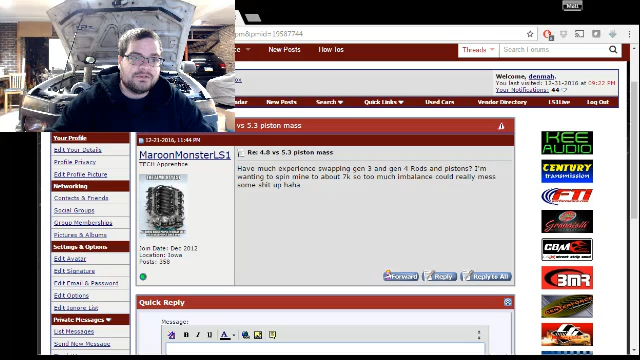 Matt
pm&pmid=19587744
New Posts
How Tos
Threads
Search Forums
Welcome, denmah.
You last visited: 12-31-2016 @ 09:22 PM
Your Notifications: 44
New Posts
Search
Quick Links
Used Cars
Vendor Directory
LS1Live
Log Out
vs 5.3 piston mass
Your Profile
Edit Your Details
Profile Privacy
Edit Profile Picture
Networking
Contacts & Friends
Social Groups
Group Memberships
Pictures & Albums
Settings & Options
Edit Avatar
Edit Signature
Edit Email & Password
Edit Options
Edit Ignore List
Private Messages
List Messages
Send New Message
12-21-2016, 11:44 PM
MaroonMonsterLS1
TECH Apprentice
Join Date: Dec 2012
Location: Iowa
Posts: 358
Re: 4.8 vs 5.3 piston mass
Have much experience swapping gen 3 and gen 4 Rods and pistons? I'm
wanting to spin mine to about 7k so too much imbalance could really mess
some shit up haha
Forward
Reply
Reply to All
Quick Reply
Message:
B I U A
KEE
AUDIO
CENTURY
transmission
FTI
CBM
BMR